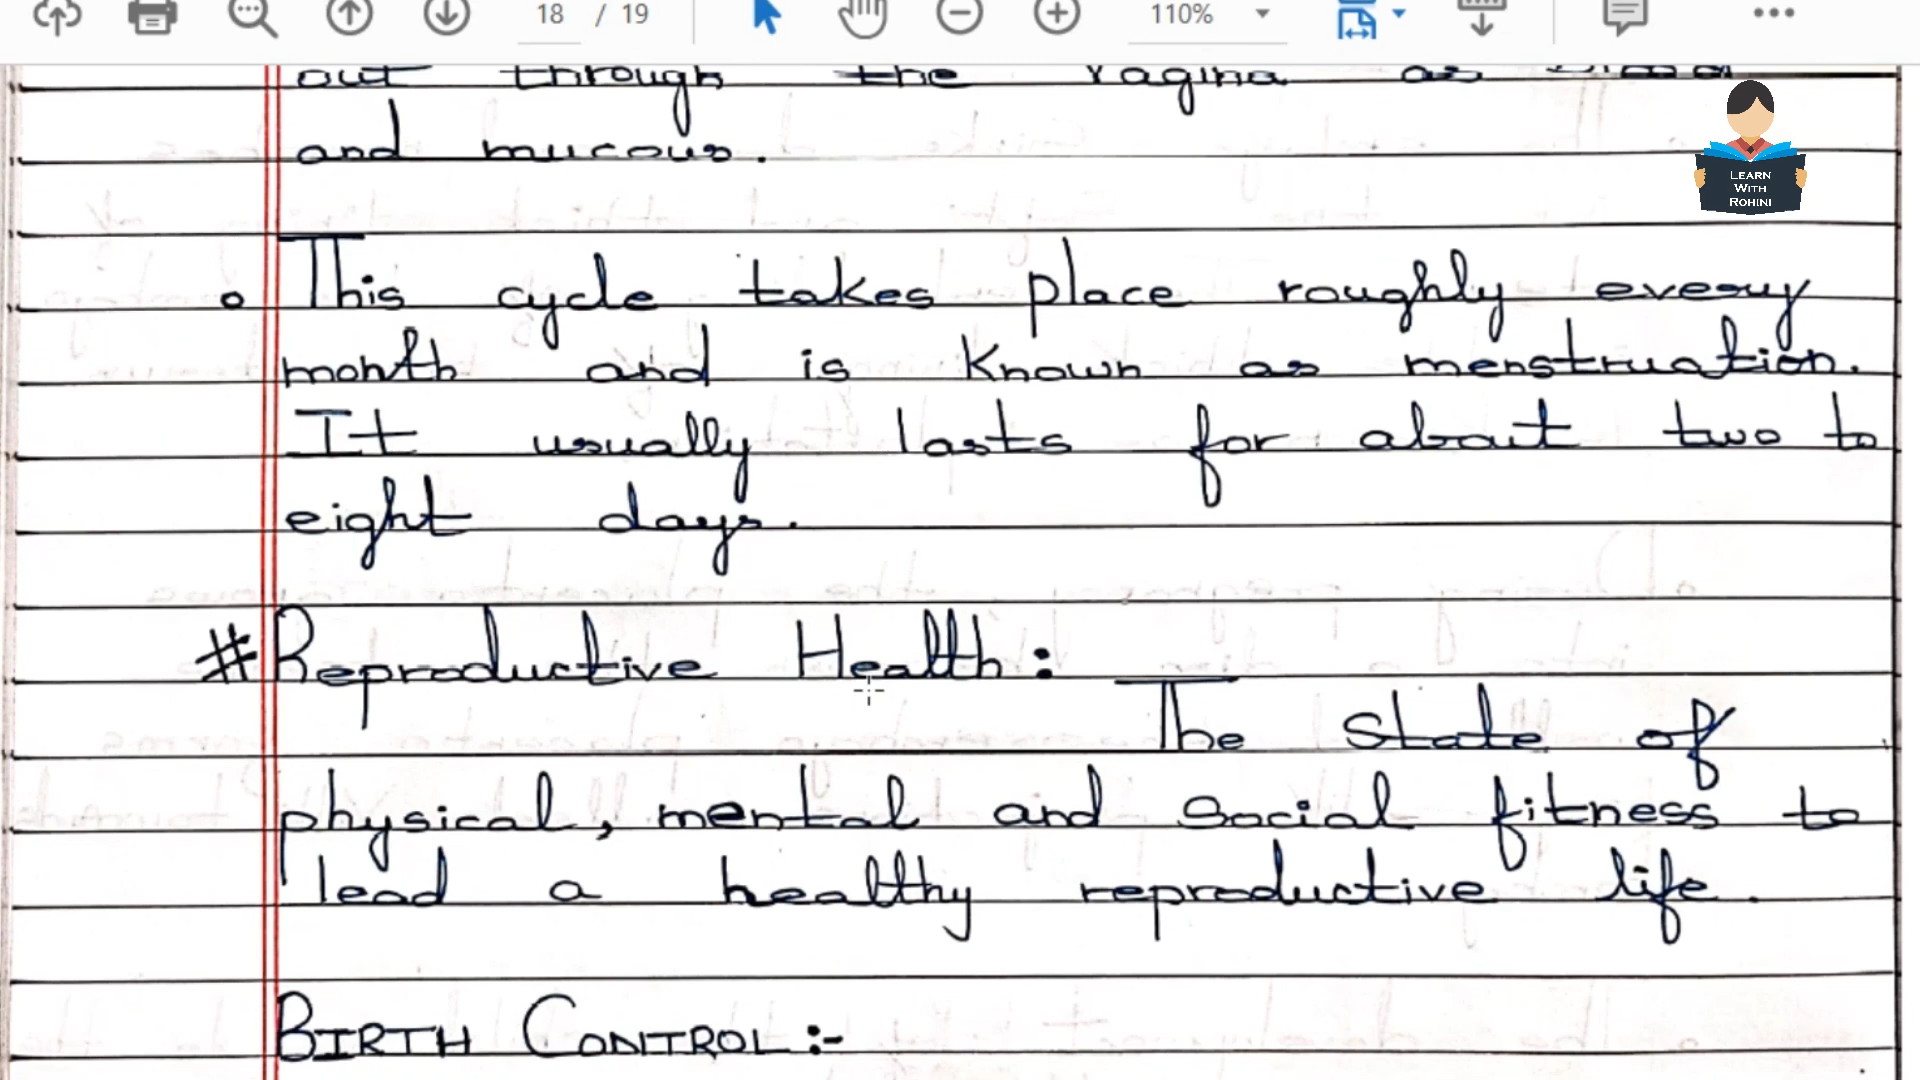 18 / 19
110%
out through the vagina as blood
and mucous.
LEARN
WITH
ROHINI
This cycle takes place roughly every
month and is known as menstruation.
It usually lasts for about two to
eight days.
# Reproductive Health:
The state of
physical, mental and social fitness to
lead a healthy reproductive life.
BIRTH CONTROL:-